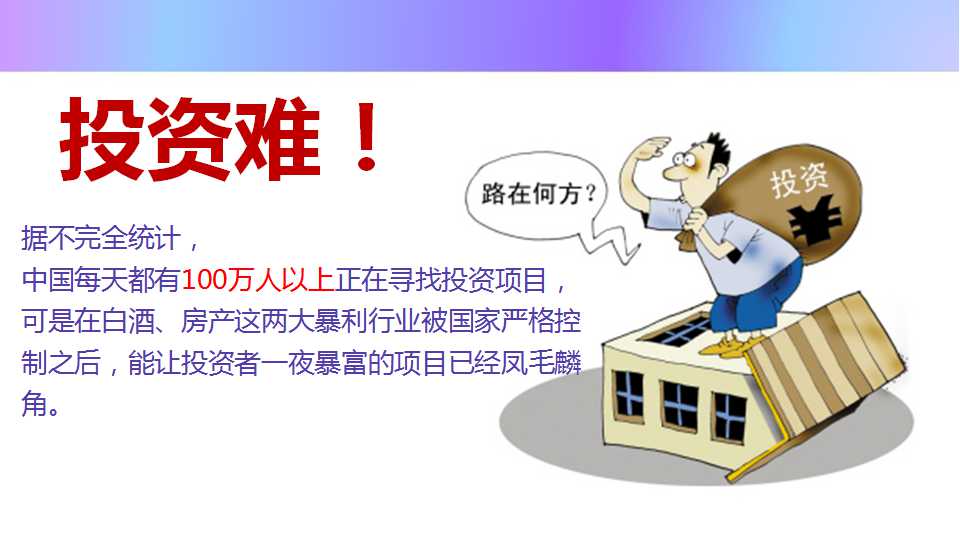 投资难！
据不完全统计，
中国每天都有100万人以上正在寻找投资项目，
可是在白酒、房产这两大暴利行业被国家严格控
制之后，能让投资者一夜暴富的项目已经凤毛麟
角。
路在何方？
投资
¥